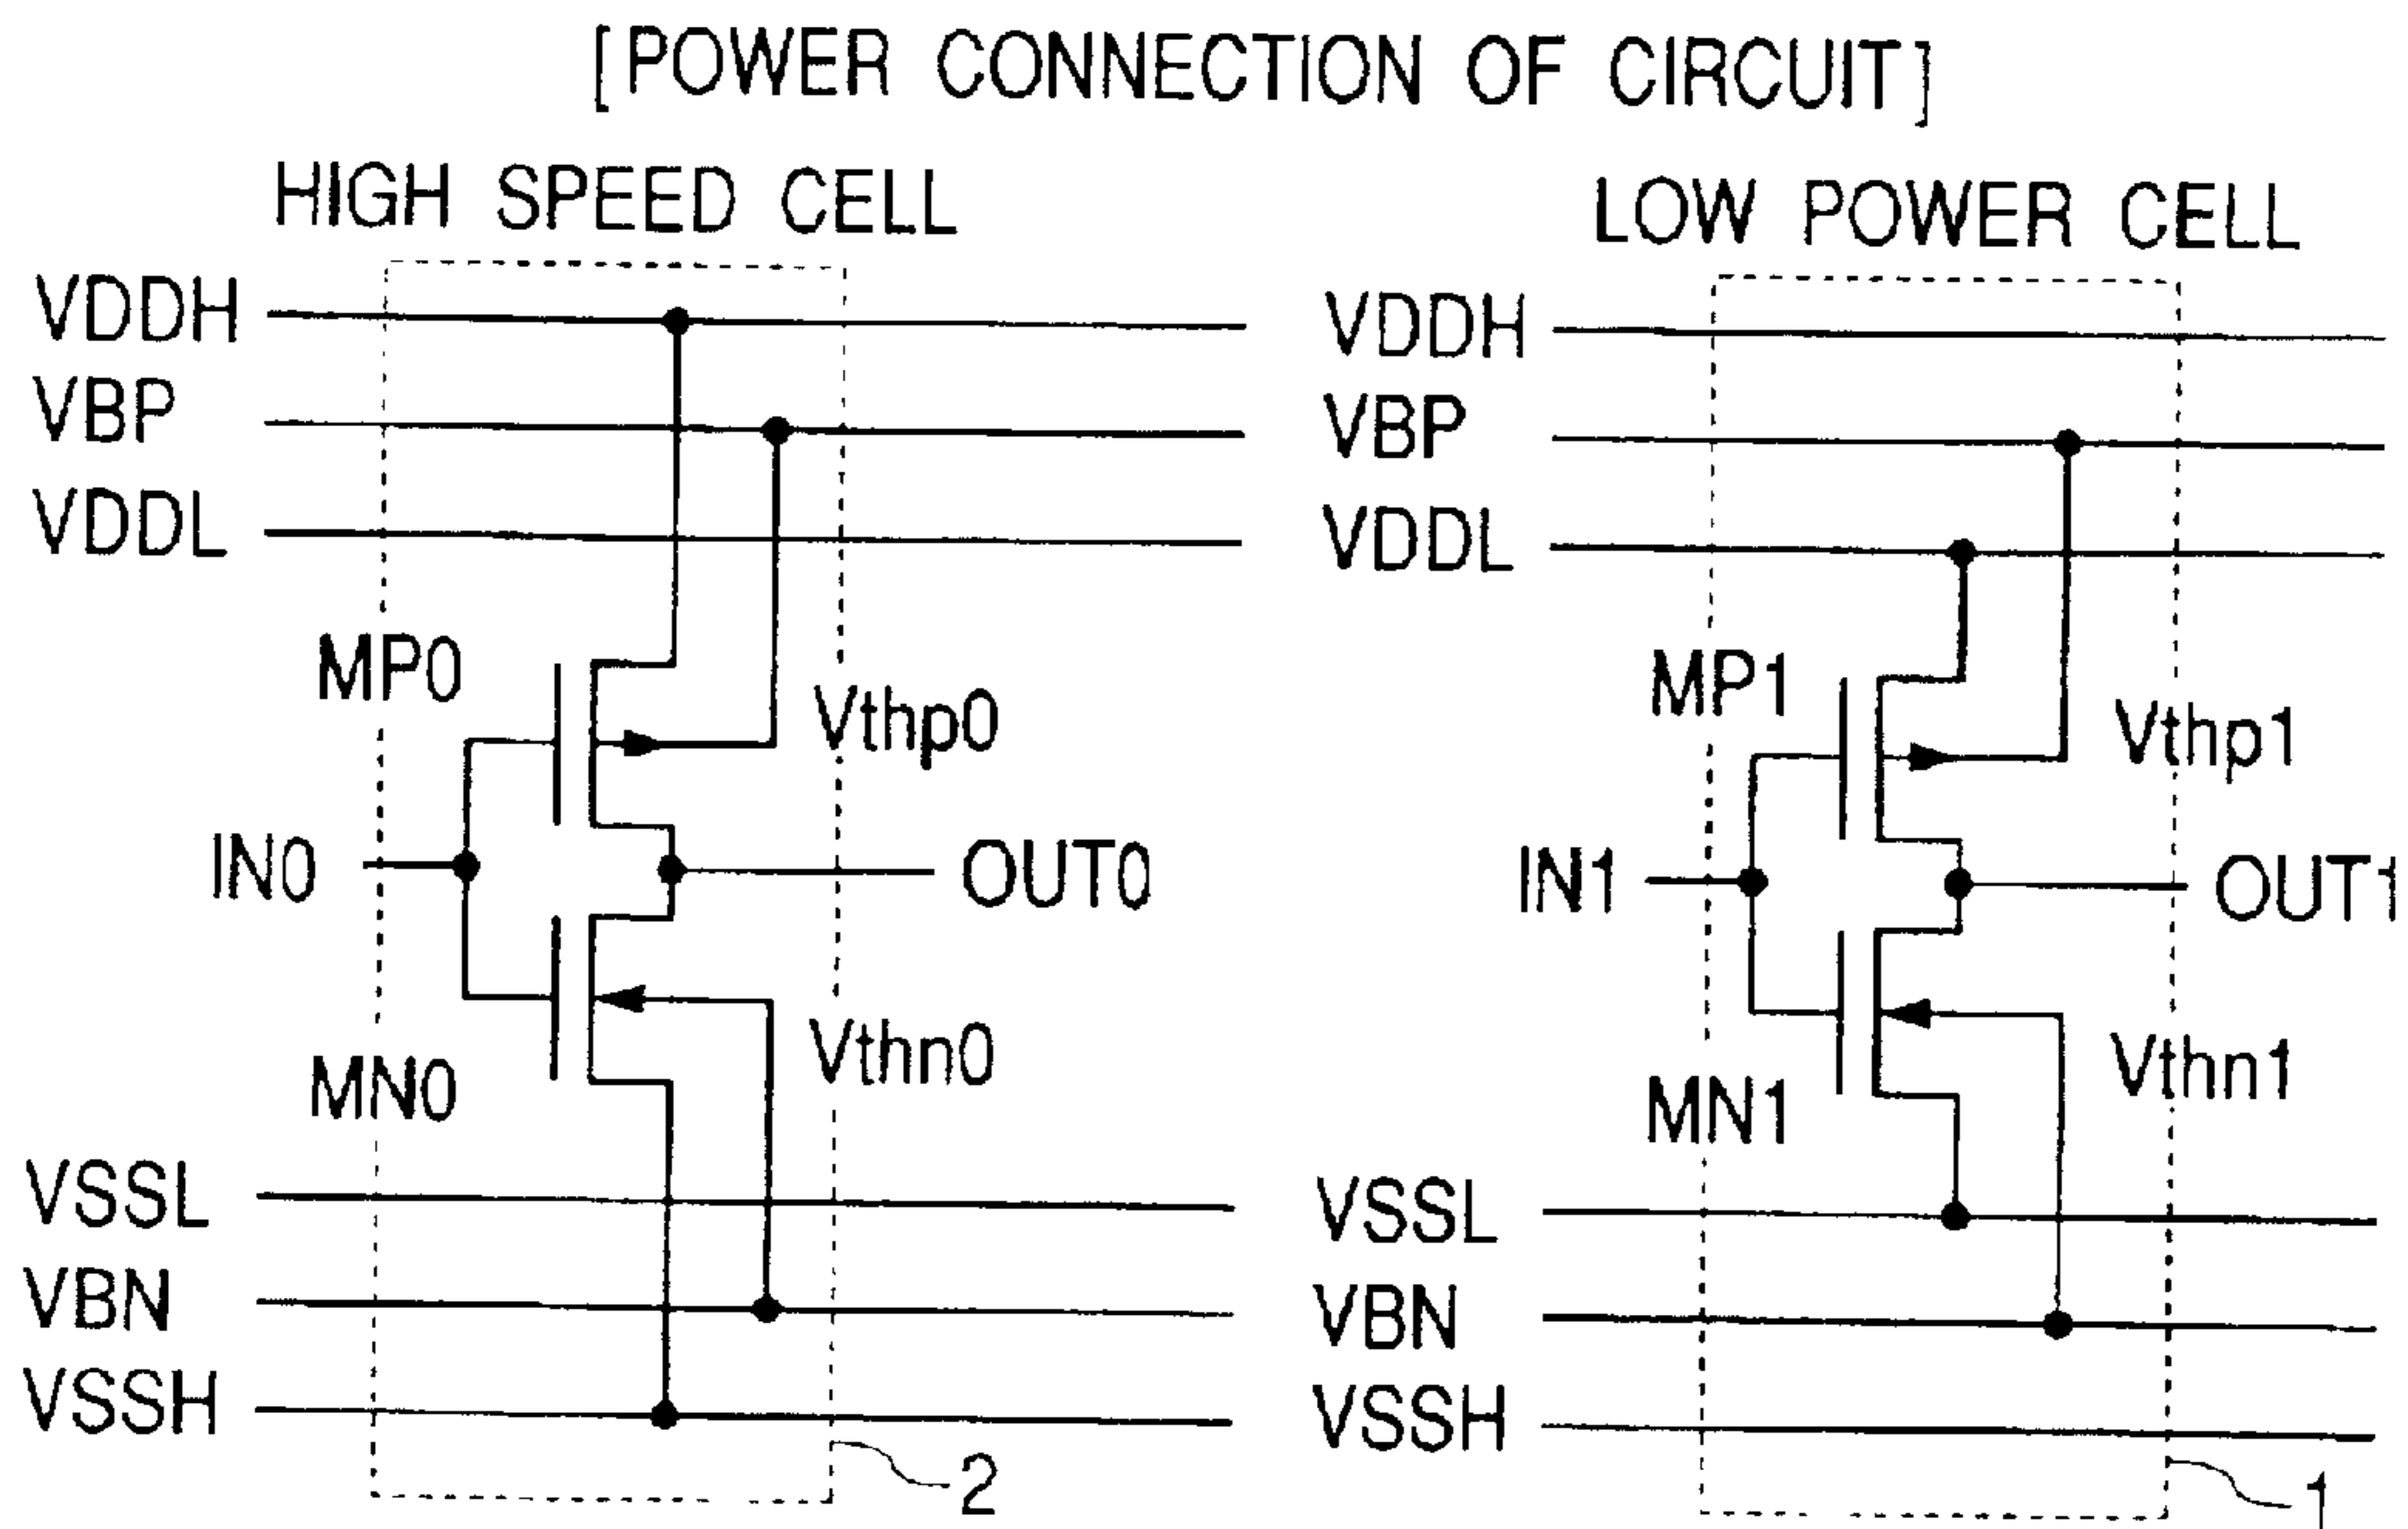 [POWER CONNECTION OF CIRCUIT]
HIGH SPEED CELL
VDDH
VBP
VDDL
MP0
Vthp0
IN0
OUT0
Vthn0
MN0
VSSL
VBN
VSSH
2
LOW POWER CELL
VDDH
VBP
VDDL
MP1
Vthp1
IN1
OUT1
Vthn1
MN1
VSSL
VBN
VSSH
1